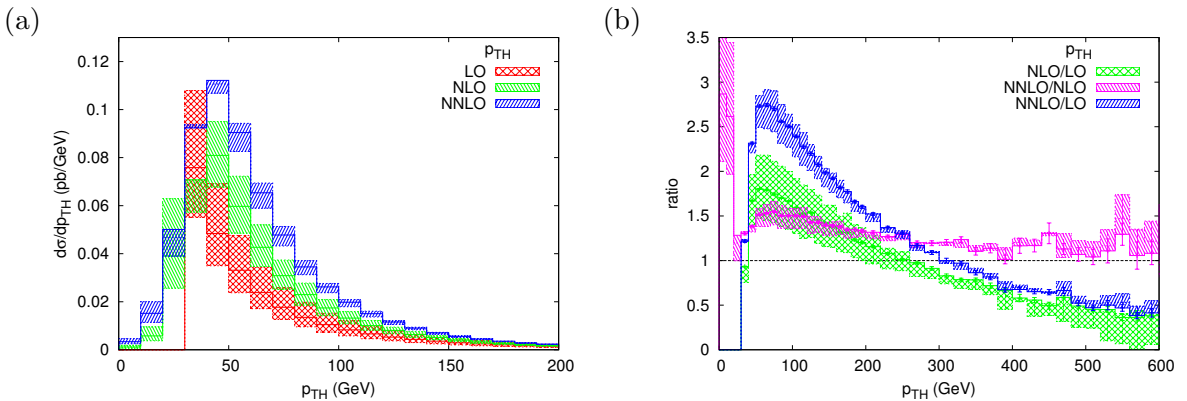 (a)
dσ/dp_TH (pb/GeV)
0.12
0.1
0.08
0.06
0.04
0.02
0
p_TH
LO
NLO
NNLO
0 50 100 150 200
p_TH (GeV)
(b)
ratio
3.5
3
2.5
2
1.5
1
0.5
0
p_TH
NLO/LO
NNLO/NLO
NNLO/LO
0 100 200 300 400 500 600
p_TH (GeV)